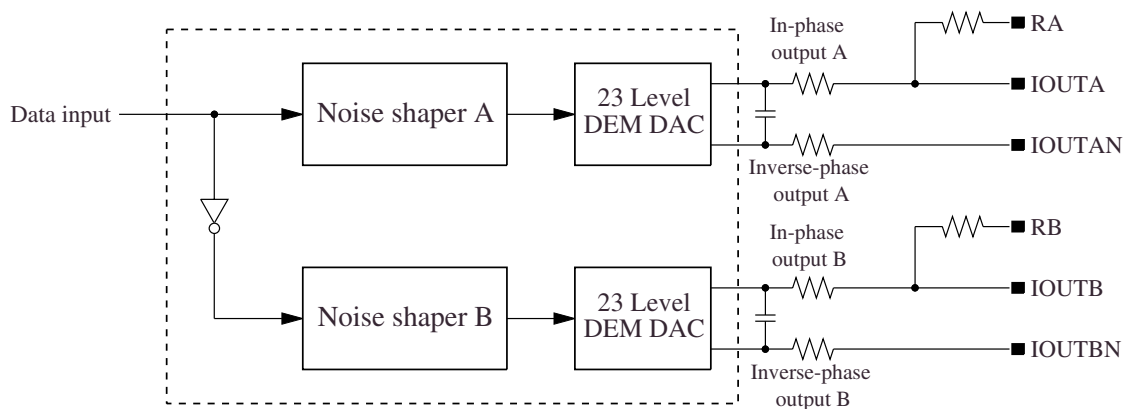 In-phase
output A
RA
Data input
Noise shaper A
23 Level
DEM DAC
IOUTA
IOUTAN
Inverse-phase
output A
In-phase
output B
RB
Noise shaper B
23 Level
DEM DAC
IOUTB
IOUTBN
Inverse-phase
output B